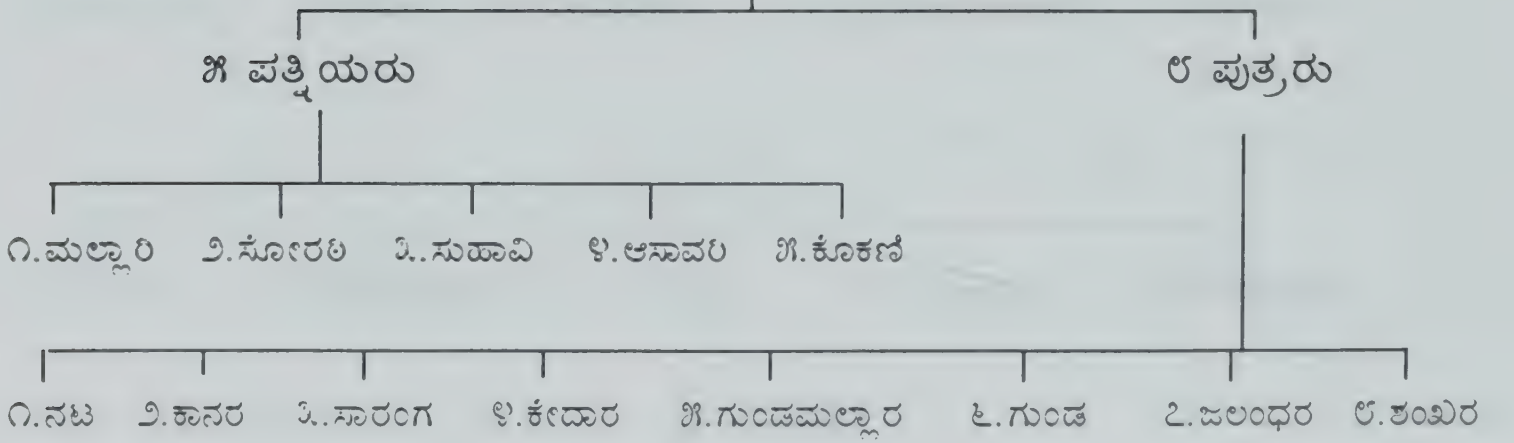 ೫ ಪತ್ನಿಯರು ೮ ಪುತ್ರರು
೧.ಮಲ್ಲಾರಿ ೨.ಸೋರಠಿ ೩.ಸುಹಾವಿ ೪.ಆಸಾವರಿ ೫.ಕೊಕಣಿ
೧.ನಟ ೨.ಕಾನರ ೩.ಸಾರಂಗ ೪.ಕೇದಾರ ೫.ಗುಂಡಮಲ್ಲಾರ ೬.ಗುಂಡ ೭.ಜಲಂಧರ ೮.ಶಂಖರ